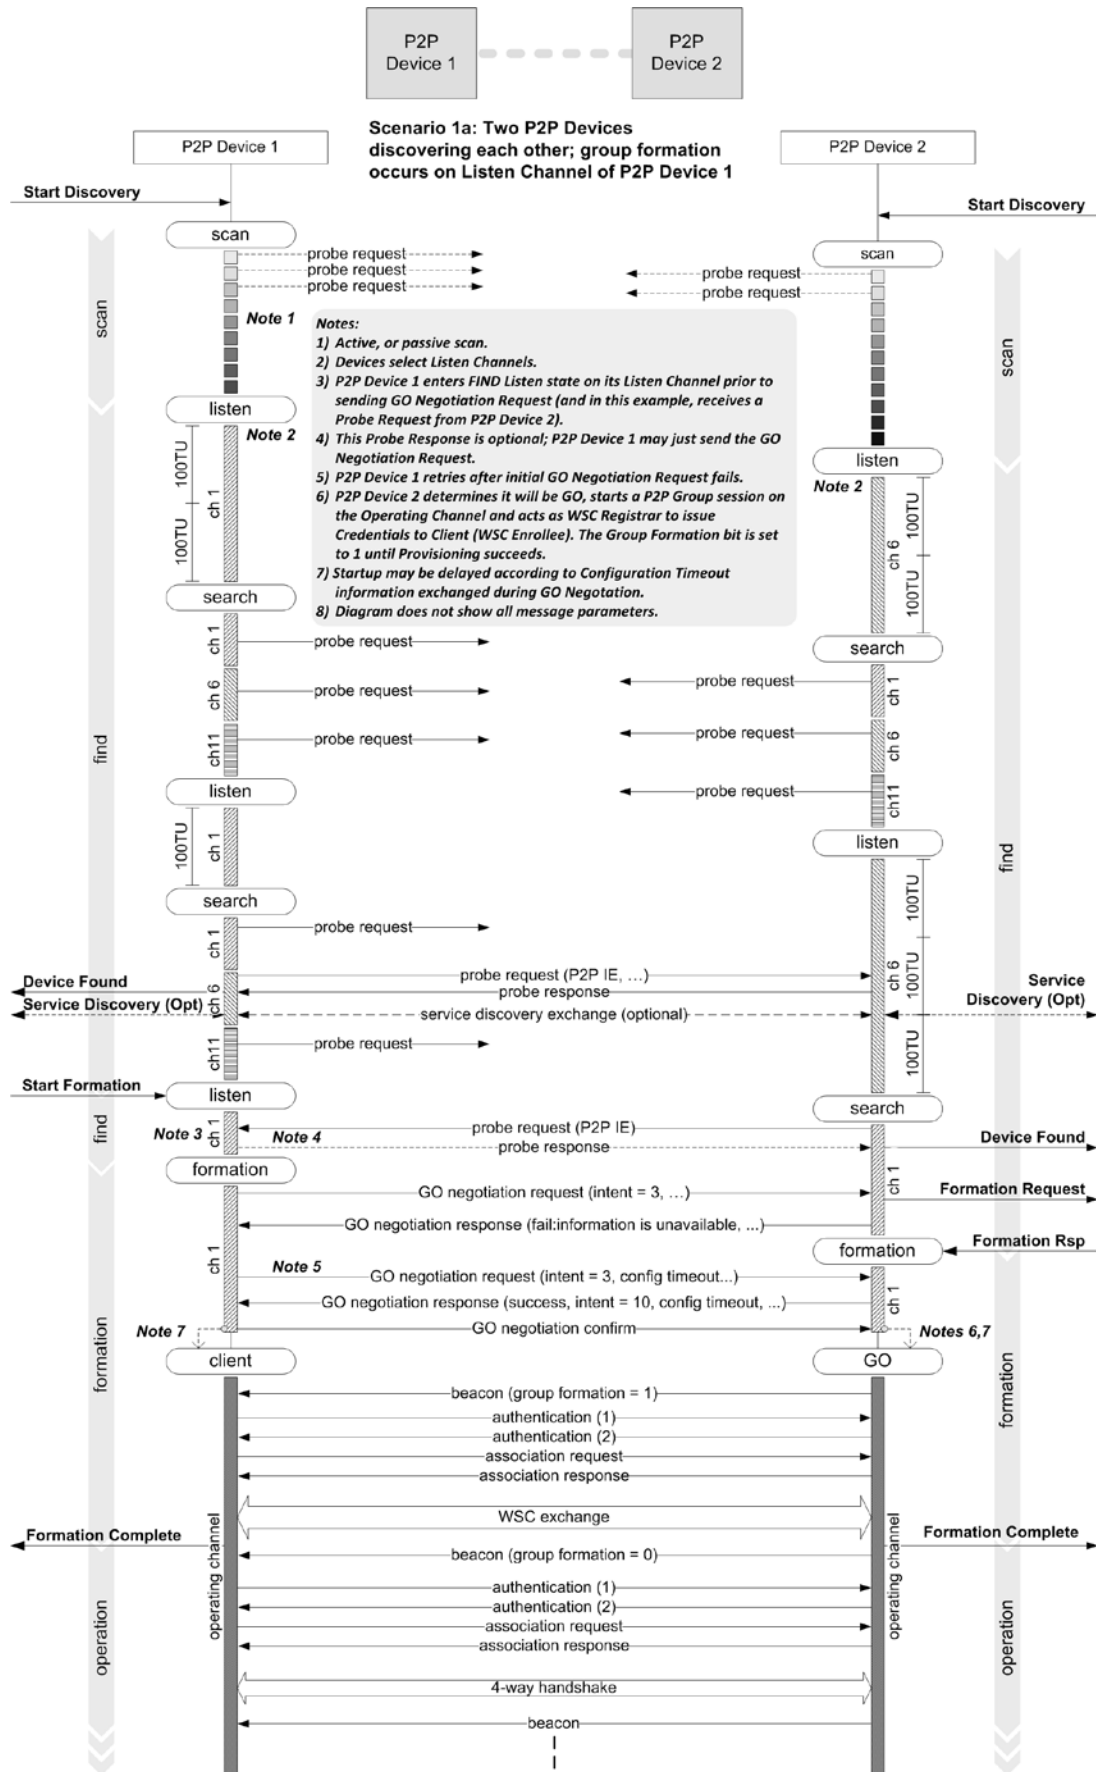 P2P
Device 1
P2P
Device 2
Scenario 1a: Two P2P Devices
discovering each other; group formation
occurs on Listen Channel of P2P Device 1
P2P Device 1
P2P Device 2
Start Discovery
Start Discovery
scan
scan
probe request
probe request
probe request
probe request
probe request
scan
scan
Note 1
Notes:
1) Active, or passive scan.
2) Devices select Listen Channels.
3) P2P Device 1 enters FIND Listen state on its Listen Channel prior to
sending GO Negotiation Request (and in this example, receives a
Probe Request from P2P Device 2).
4) This Probe Response is optional; P2P Device 1 may just send the GO
Negotiation Request.
5) P2P Device 1 retries after initial GO Negotiation Request fails.
6) P2P Device 2 determines it will be GO, starts a P2P Group session on
the Operating Channel and acts as WSC Registrar to issue
Credentials to Client (WSC Enrollee). The Group Formation bit is set
to 1 until Provisioning succeeds.
7) Startup may be delayed according to Configuration Timeout
information exchanged during GO Negotation.
8) Diagram does not show all message parameters.
listen
Note 2
100TU
100TU
ch 1
listen
Note 2
100TU
100TU
ch 6
search
ch 1
probe request
search
ch 6
probe request
probe request
ch 1
ch11
probe request
probe request
ch 6
find
listen
probe request
ch11
100TU
ch 1
listen
find
search
100TU
ch 1
probe request
ch 6
probe request (P2P IE, …)
100TU
Device Found
probe response
ch 6
Service
Service Discovery (Opt)
service discovery exchange (optional)
Discovery (Opt)
ch11
probe request
100TU
Start Formation
listen
search
find
Note 3
ch 1
Note 4
probe request (P2P IE)
probe response
Device Found
formation
ch 1
GO negotiation request (intent = 3, …)
Formation Request
GO negotiation response (fail:information is unavailable, ...)
Formation Rsp
formation
ch 1
Note 5
GO negotiation request (intent = 3, config timeout...)
GO negotiation response (success, intent = 10, config timeout, ...)
ch 1
Note 7
GO negotiation confirm
Notes 6,7
client
GO
formation
formation
beacon (group formation = 1)
authentication (1)
authentication (2)
association request
association response
WSC exchange
Formation Complete
Formation Complete
operating channel
operating channel
beacon (group formation = 0)
authentication (1)
authentication (2)
association request
association response
operation
operation
4-way handshake
beacon